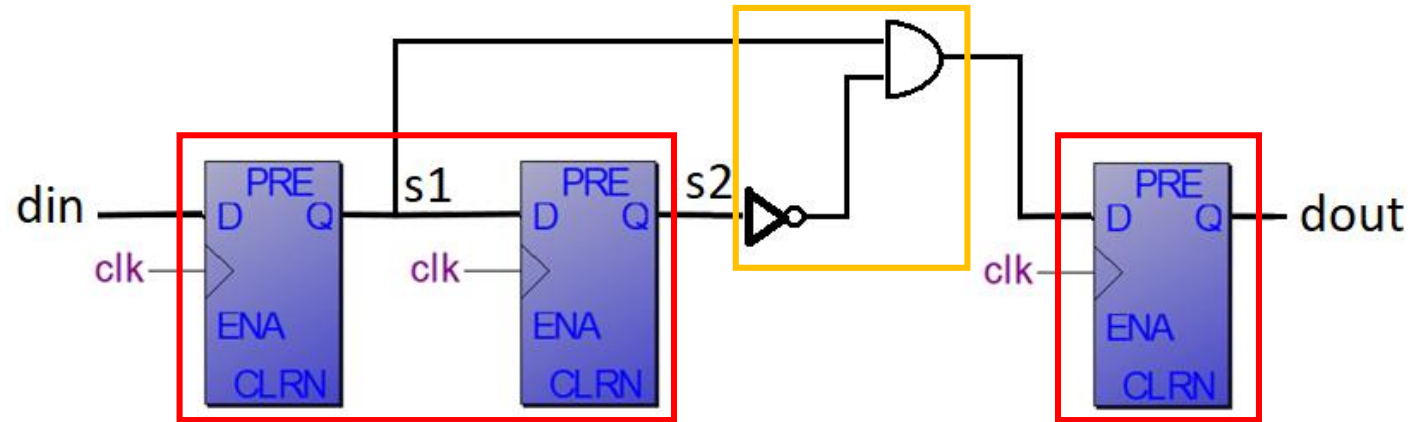 din
clk
PRE
D Q
ENA
CLRN
s1
clk
PRE
D Q
ENA
CLRN
s2
clk
PRE
D Q
ENA
CLRN
dout